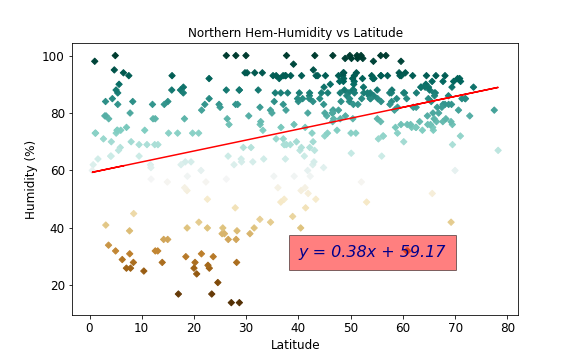 Northern Hem-Humidity vs Latitude
100
80
60
40
20
Humidity (%)
y = 0.38x + 59.17
0 10 20 30 40 50 60 70 80
Latitude